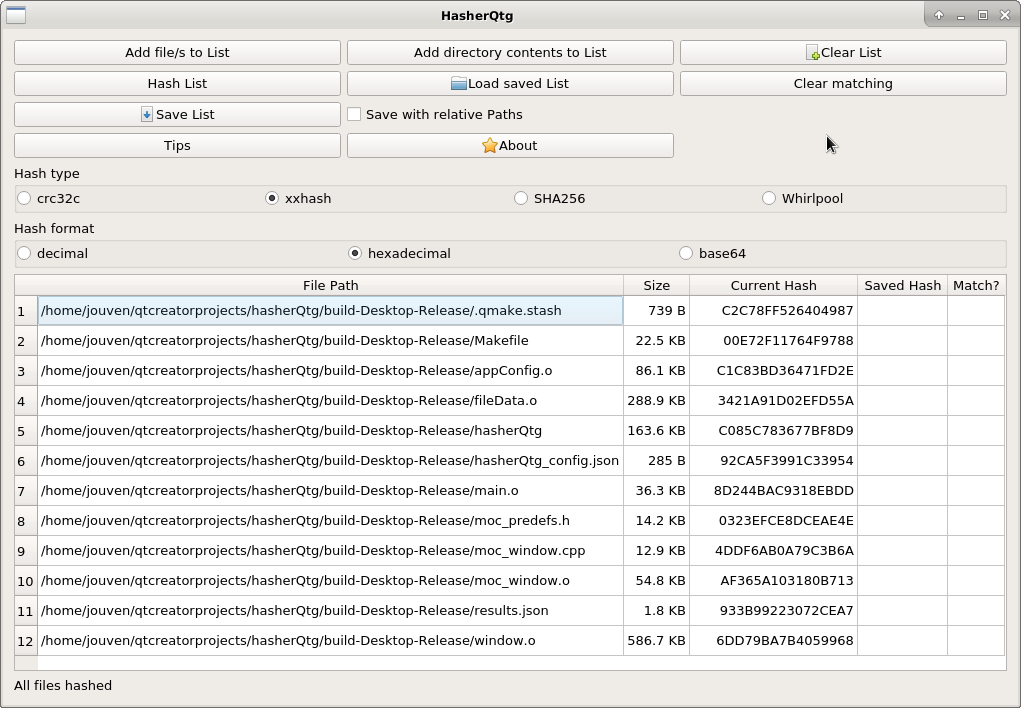 HasherQtg
Add file/s to List Add directory contents to List Clear List
Hash List Load saved List Clear matching
Save List Save with relative Paths
Tips About
Hash type
crc32c xxhash SHA256 Whirlpool
Hash format
decimal hexadecimal base64
File Path Size Current Hash Saved Hash Match?
1 /home/jouven/qtcreatorprojects/hasherQtg/build-Desktop-Release/.qmake.stash 739 B C2C78FF526404987
2 /home/jouven/qtcreatorprojects/hasherQtg/build-Desktop-Release/Makefile 22.5 KB 00E72F11764F9788
3 /home/jouven/qtcreatorprojects/hasherQtg/build-Desktop-Release/appConfig.o 86.1 KB C1C83BD36471FD2E
4 /home/jouven/qtcreatorprojects/hasherQtg/build-Desktop-Release/fileData.o 288.9 KB 3421A91D02EFD55A
5 /home/jouven/qtcreatorprojects/hasherQtg/build-Desktop-Release/hasherQtg 163.6 KB C085C783677BF8D9
6 /home/jouven/qtcreatorprojects/hasherQtg/build-Desktop-Release/hasherQtg_config.json 285 B 92CA5F3991C33954
7 /home/jouven/qtcreatorprojects/hasherQtg/build-Desktop-Release/main.o 36.3 KB 8D244BAC9318EBDD
8 /home/jouven/qtcreatorprojects/hasherQtg/build-Desktop-Release/moc_predefs.h 14.2 KB 0323EFCE8DCEAE4E
9 /home/jouven/qtcreatorprojects/hasherQtg/build-Desktop-Release/moc_window.cpp 12.9 KB 4DDF6AB0A79C3B6A
10 /home/jouven/qtcreatorprojects/hasherQtg/build-Desktop-Release/moc_window.o 54.8 KB AF365A103180B713
11 /home/jouven/qtcreatorprojects/hasherQtg/build-Desktop-Release/results.json 1.8 KB 933B99223072CEA7
12 /home/jouven/qtcreatorprojects/hasherQtg/build-Desktop-Release/window.o 586.7 KB 6DD79BA7B4059968
All files hashed